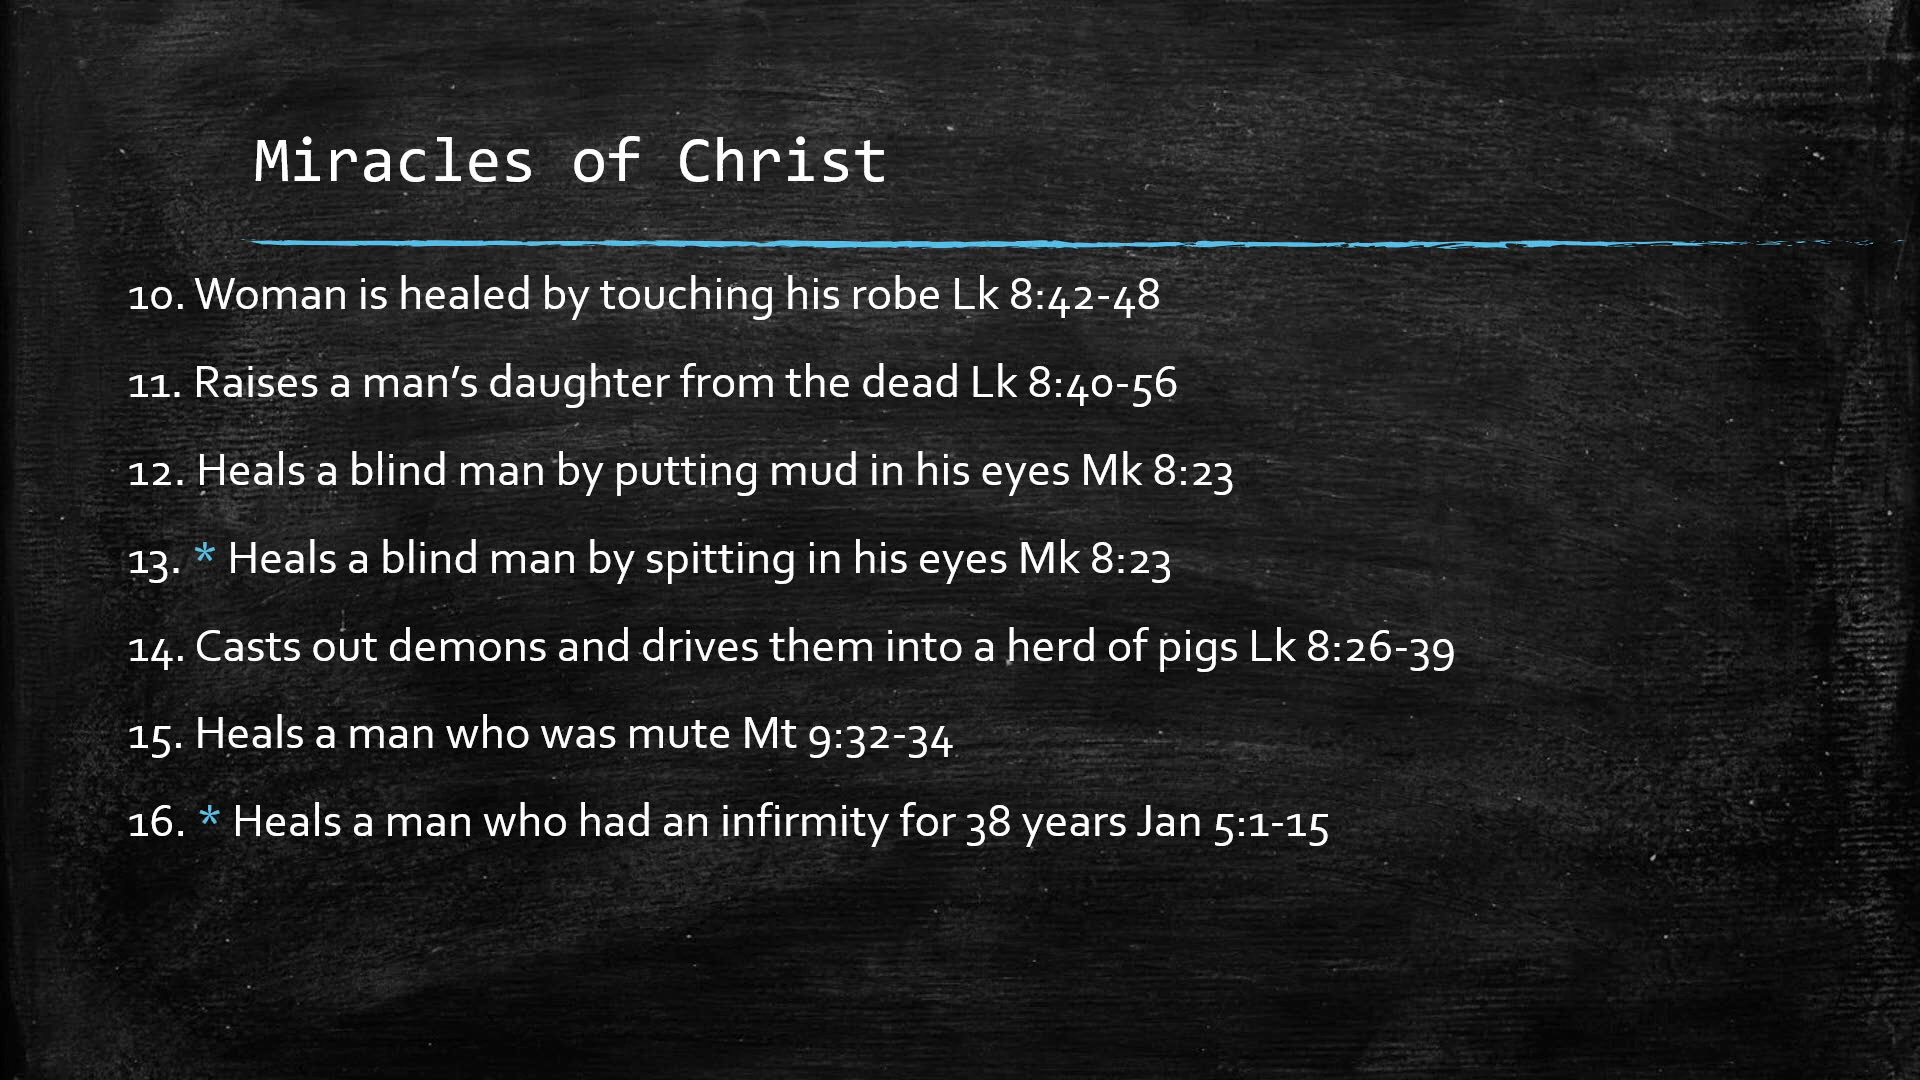 Miracles of Christ
10. Woman is healed by touching his robe Lk 8:42-48
11. Raises a man’s daughter from the dead Lk 8:40-56
12. Heals a blind man by putting mud in his eyes Mk 8:23
13. * Heals a blind man by spitting in his eyes Mk 8:23
14. Casts out demons and drives them into a herd of pigs Lk 8:26-39
15. Heals a man who was mute Mt 9:32-34
16. * Heals a man who had an infirmity for 38 years Jan 5:1-15